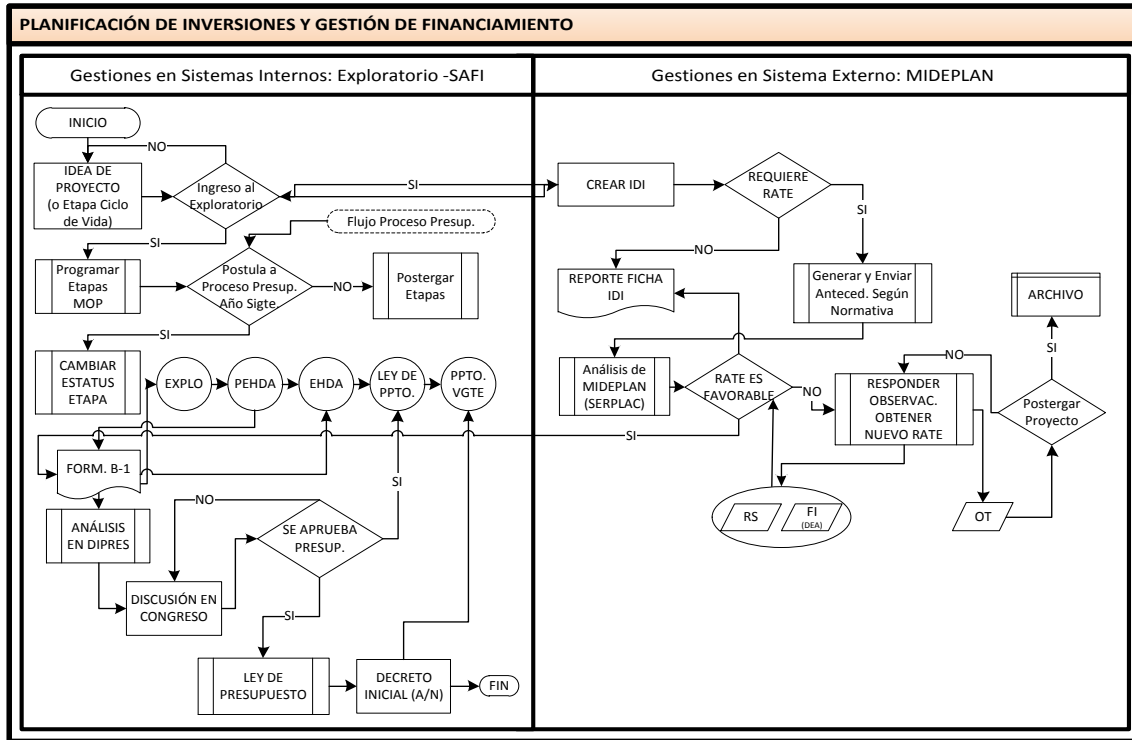 PLANIFICACIÓN DE INVERSIONES Y GESTIÓN DE FINANCIAMIENTO
Gestiones en Sistemas Internos: Exploratorio -SAFI
INICIO
NO
IDEA DE
PROYECTO
(o Etapa Ciclo
de Vida)
Ingreso al
Exploratorio
SI
SI
Flujo Proceso Presup.
Programar
Etapas
MOP
Postula a
Proceso Presup.
Año Sigte.
NO
Postergar
Etapas
SI
CAMBIAR
ESTATUS
ETAPA
EXPLO
PEHDA
EHDA
LEY DE
PPTO.
PPTO.
VGTE
SI
FORM. B-1
SI
NO
ANÁLISIS
EN DIPRES
SE APRUEBA
PRESUP.
DISCUSIÓN EN
CONGRESO
SI
LEY DE
PRESUPUESTO
DECRETO
INICIAL (A/N)
FIN
Gestiones en Sistema Externo: MIDEPLAN
CREAR IDI
REQUIERE
RATE
SI
NO
REPORTE FICHA
IDI
Generar y Enviar
Anteced. Según
Normativa
ARCHIVO
SI
NO
Análisis de
MIDEPLAN
(SERPLAC)
RATE ES
FAVORABLE
NO
RESPONDER
OBSERVAC.
OBTENER
NUEVO RATE
Postergar
Proyecto
RS
FI
(DEA)
OT